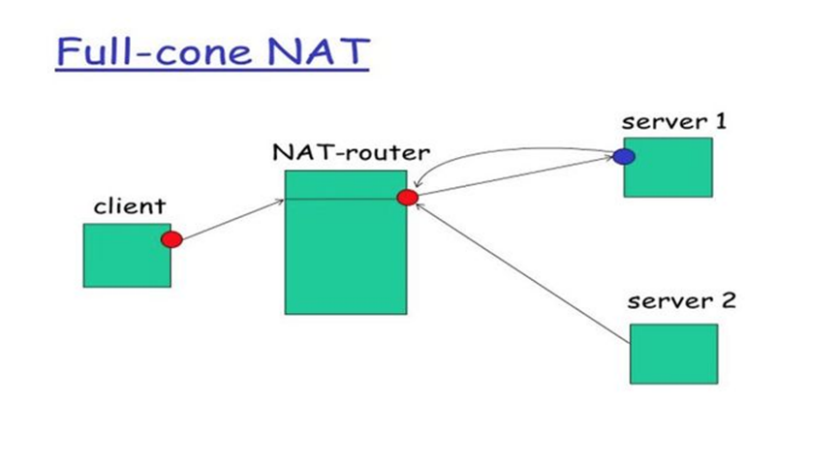 Full-cone NAT
server 1
NAT-router
client
server 2